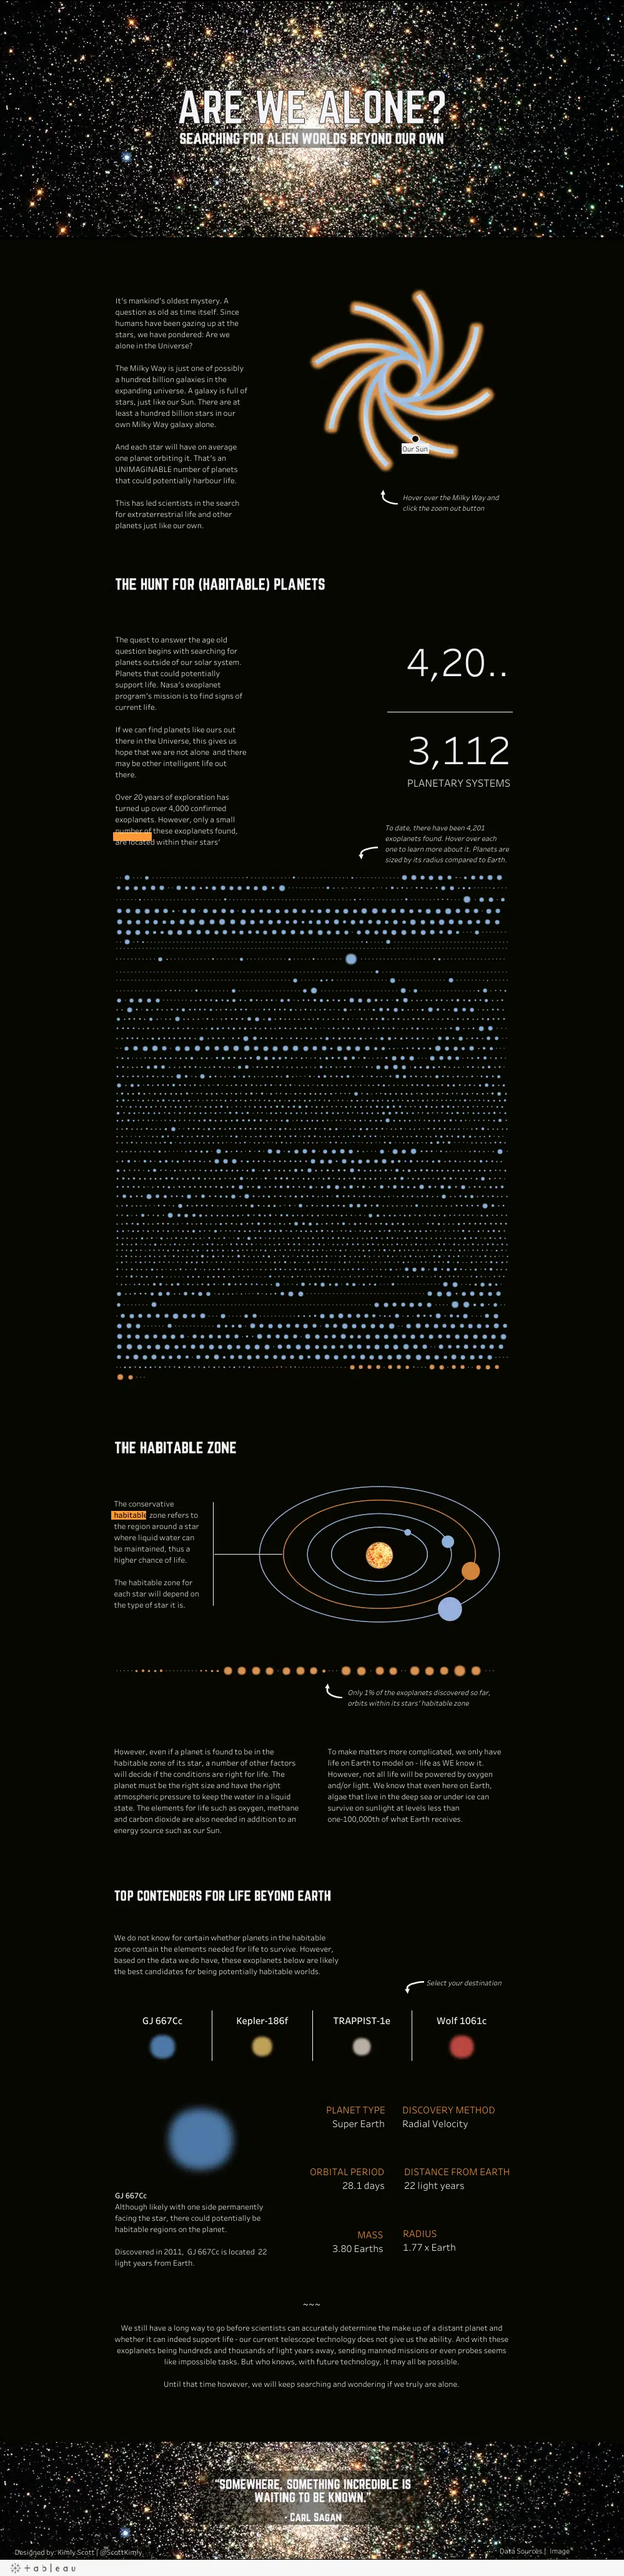 ARE WE ALONE?
SEARCHING FOR ALIEN WORLDS BEYOND OUR OWN
It's mankind's oldest mystery. A
question as old as time itself. Since
humans have been gazing up at the
stars, we have pondered: Are we
alone in the Universe?
The Milky Way is just one of possibly
a hundred billion galaxies in the
expanding universe. A galaxy is full of
stars, just like our Sun. There are at
least a hundred billion stars in our
own Milky Way galaxy alone.
And each star will have on average
one planet orbiting it. That's an
UNIMAGINABLE number of planets
that could potentially harbour life.
This has led scientists in the search
for extraterrestrial life and other
planets just like our own.
Our Sun
Hover over the Milky Way and
click the zoom out button
THE HUNT FOR (HABITABLE) PLANETS
The quest to answer the age old
question begins with searching for
planets outside of our solar system.
Planets that could potentially
support life. Nasa's exoplanet
program's mission is to find signs of
current life.
If we can find planets like ours out
there in the Universe, this gives us
hope that we are not alone and there
may be other intelligent life out
there.
Over 20 years of exploration has
turned up over 4,000 confirmed
exoplanets. However, only a small
number of these exoplanets found,
are located within their stars'
4,20..
3,112
PLANETARY SYSTEMS
To date, there have been 4,201
exoplanets found. Hover over each
one to learn more about it. Planets are
sized by its radius compared to Earth.
THE HABITABLE ZONE
The conservative
habitable zone refers to
the region around a star
where liquid water can
be maintained, thus a
higher chance of life.
The habitable zone for
each star will depend on
the type of star it is.
Only 1% of the exoplanets discovered so far,
orbits within its stars' habitable zone
However, even if a planet is found to be in the
habitable zone of its star, a number of other factors
will decide if the conditions are right for life. The
planet must be the right size and have the right
atmospheric pressure to keep the water in a liquid
state. The elements for life such as oxygen, methane
and carbon dioxide are also needed in addition to an
energy source such as our Sun.
To make matters more complicated, we only have
life on Earth to model on - life as WE know it.
However, not all life will be powered by oxygen
and/or light. We know that even here on Earth,
algae that live in the deep sea or under ice can
survive on sunlight at levels less than
one-100,000th of what Earth receives.
TOP CONTENDERS FOR LIFE BEYOND EARTH
We do not know for certain whether planets in the habitable
zone contain the elements needed for life to survive. However,
based on the data we do have, these exoplanets below are likely
the best candidates for being potentially habitable worlds.
Select your destination
GJ 667Cc
Kepler-186f
TRAPPIST-1e
Wolf 1061c
PLANET TYPE
Super Earth
DISCOVERY METHOD
Radial Velocity
ORBITAL PERIOD
28.1 days
DISTANCE FROM EARTH
22 light years
MASS
3.80 Earths
RADIUS
1.77 x Earth
GJ 667Cc
Although likely with one side permanently
facing the star, there could potentially be
habitable regions on the planet.
Discovered in 2011, GJ 667Cc is located 22
light years from Earth.
~~~
We still have a long way to go before scientists can accurately determine the make up of a distant planet and
whether it can indeed support life - our current telescope technology does not give us the ability. And with these
exoplanets being hundreds and thousands of light years away, sending manned missions or even probes seems
like impossible tasks. But who knows, with future technology, it may all be possible.
Until that time however, we will keep searching and wondering if we truly are alone.
"SOMEWHERE, SOMETHING INCREDIBLE IS
WAITING TO BE KNOWN."
- CARL SAGAN
Designed by: Kimly Scott | @ScottKimly
Data Sources | Image
+ a b l e a u